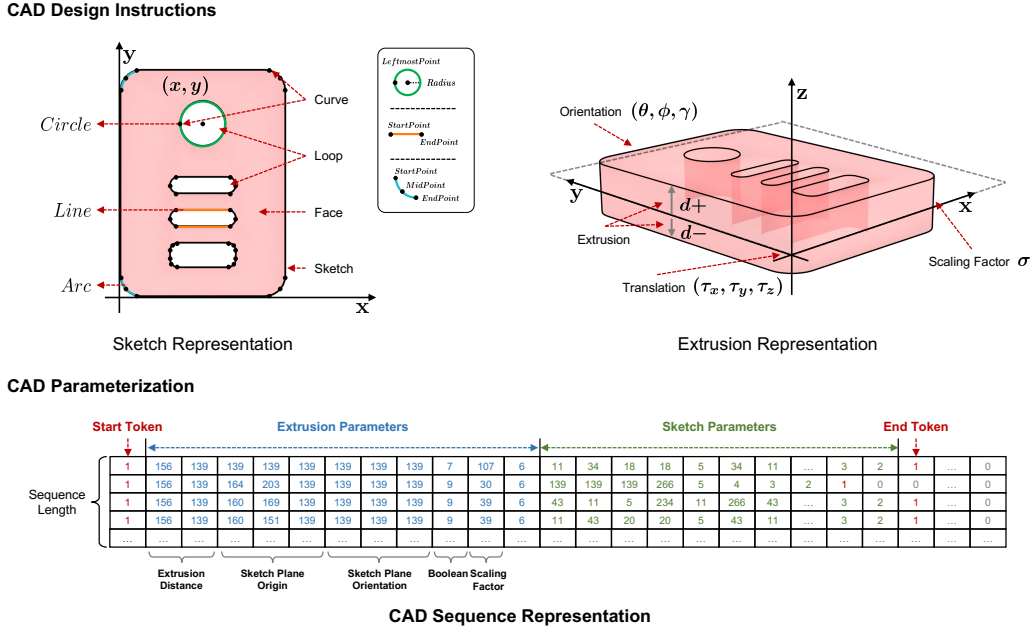 CAD Design Instructions
y
(x, y)
Circle
Line
Arc
x
Curve
Loop
Face
Sketch
LeftmostPoint
Radius
StartPoint
EndPoint
StartPoint
MidPoint
EndPoint
Sketch Representation
z
Orientation (θ, ϕ, γ)
y
x
d+
d−
Extrusion
Scaling Factor σ
Translation (τx, τy, τz)
Extrusion Representation
CAD Parameterization
Start Token Extrusion Parameters Sketch Parameters End Token
Sequence Length
1 156 139 139 139 139 139 139 139 7 107 6 11 34 18 18 5 34 11 ... 3 2 1 ... 0
1 156 139 164 203 139 139 139 139 9 30 6 139 139 139 266 5 4 3 2 1 0 0 ... 0
1 156 139 160 169 139 139 139 139 9 39 6 43 11 5 234 11 266 43 ... 3 2 1 ... 0
1 156 139 160 151 139 139 139 139 9 39 6 11 43 20 20 5 43 11 ... 3 2 1 ... 0
... ... ... ... ... ... ... ... ... ... ... ... ... ... ... ... ... ... ... ... ... ... ... ... ...
Extrusion Distance
Sketch Plane Origin
Sketch Plane Orientation
Boolean
Scaling Factor
CAD Sequence Representation